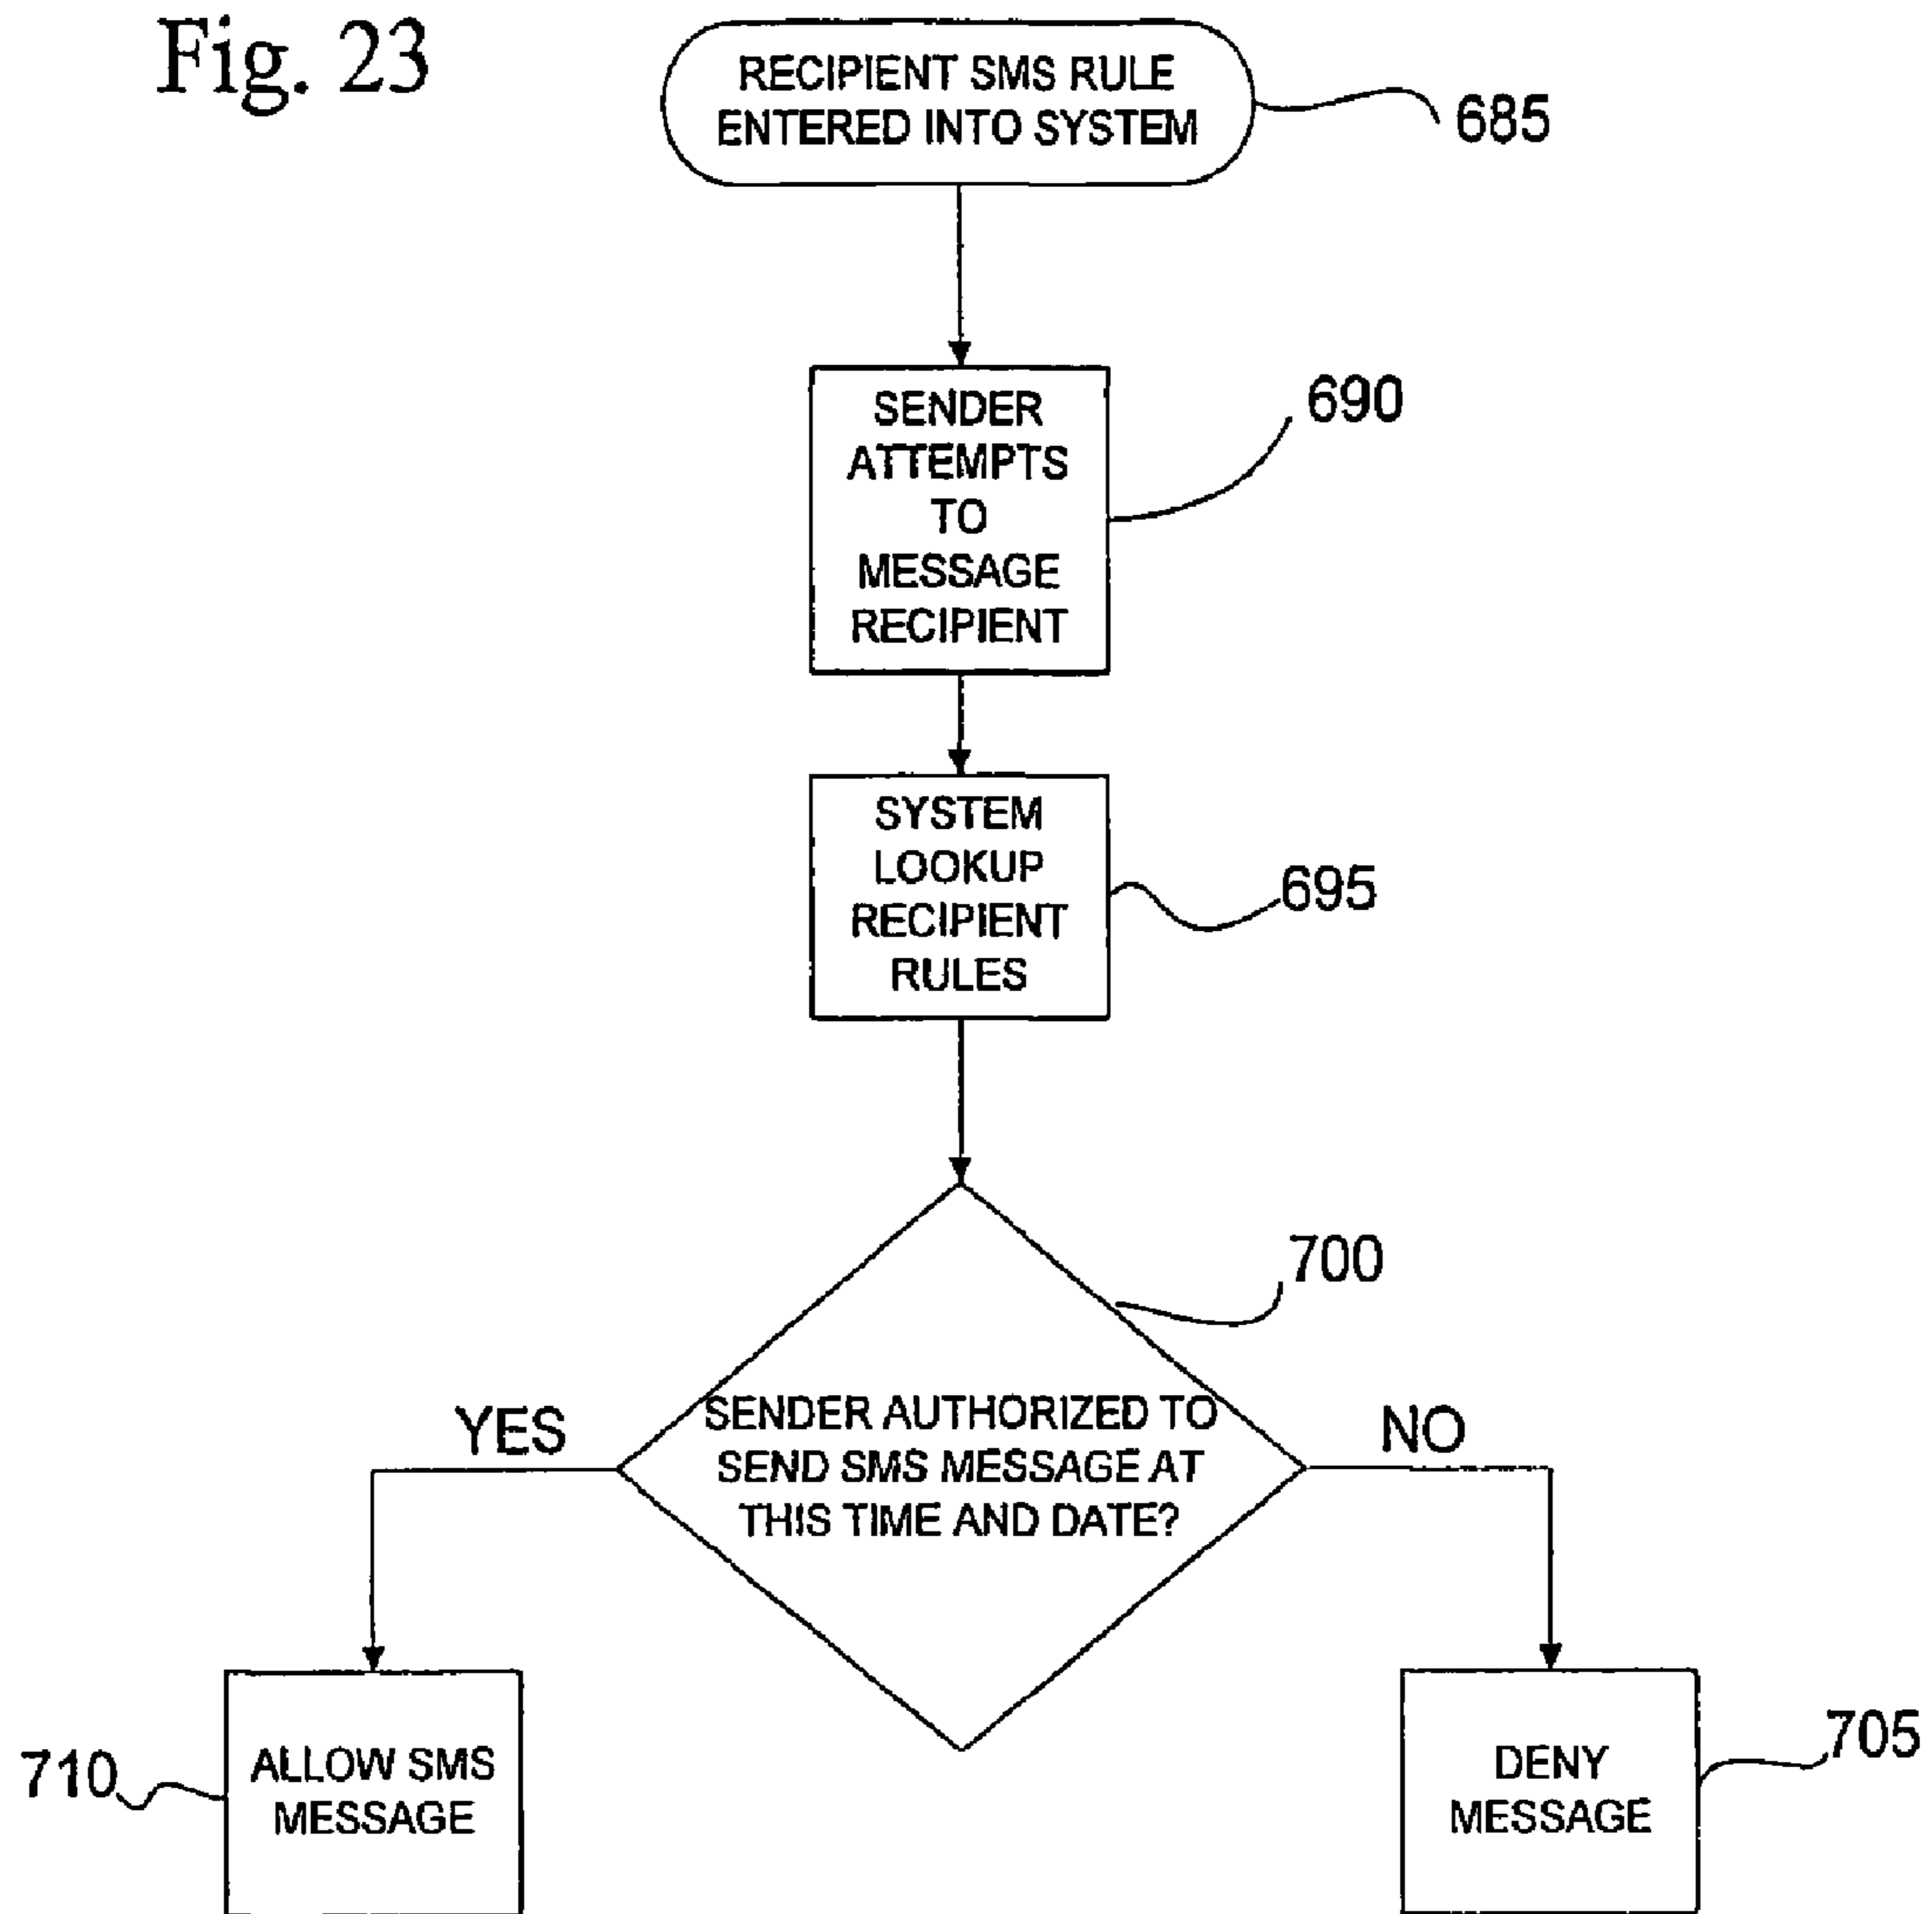 Fig. 23
RECIPIENT SMS RULE
ENTERED INTO SYSTEM
685
SENDER
ATTEMPTS
TO
MESSAGE
RECIPIENT
690
SYSTEM
LOOKUP
RECIPIENT
RULES
695
700
SENDER AUTHORIZED TO
SEND SMS MESSAGE AT
THIS TIME AND DATE?
YES
NO
710
ALLOW SMS
MESSAGE
DENY
MESSAGE
705